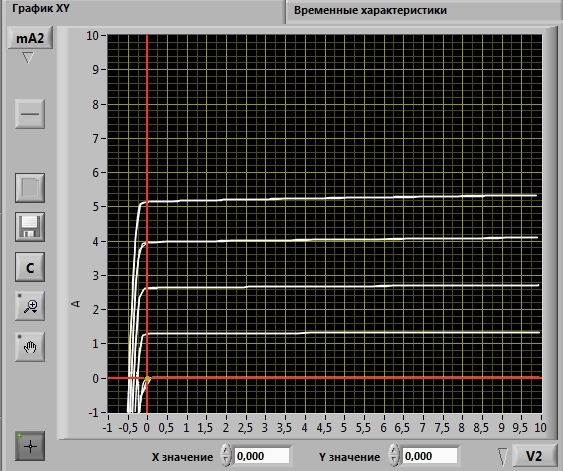 График XY
Временные характеристики
mA2
10
9
8
7
6
5
4
3
2
1
0
-1
A
C
-1 -0,5 0 0,5 1 1,5 2 2,5 3 3,5 4 4,5 5 5,5 6 6,5 7 7,5 8 8,5 9 9,5 10
X значение 0,000 Y значение 0,000 V2